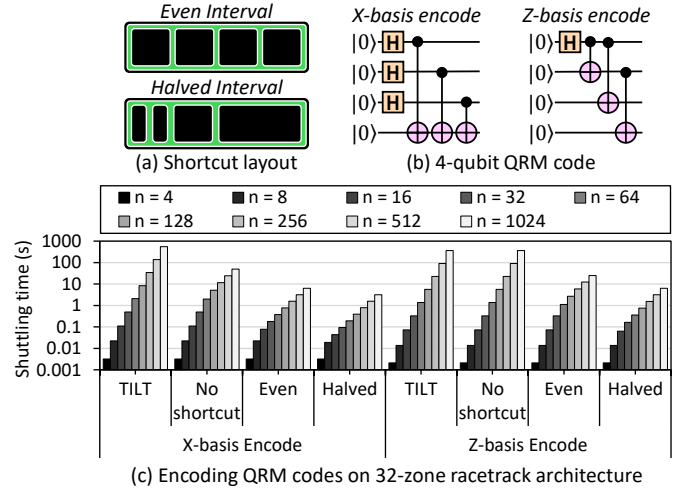 Even Interval
Halved Interval
(a) Shortcut layout
X-basis encode
|0⟩ H
|0⟩ H
|0⟩ H
|0⟩
Z-basis encode
|0⟩ H
|0⟩
|0⟩
|0⟩
(b) 4-qubit QRM code
n = 4 n = 8 n = 16 n = 32 n = 64
n = 128 n = 256 n = 512 n = 1024
Shuttling time (s)
1000
100
10
1
0.1
0.01
0.001
TILT No shortcut Even Halved TILT No shortcut Even Halved
X-basis Encode Z-basis Encode
(c) Encoding QRM codes on 32-zone racetrack architecture